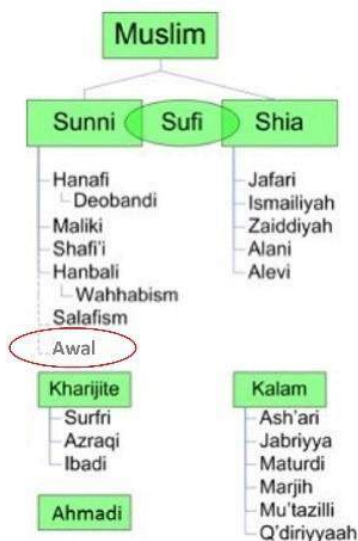 Muslim
Sunni
Sufi
Shia
Hanafi
Deobandi
Maliki
Shafi'i
Hanbali
Wahhabism
Salafism
Awal
Jafari
Ismailiyah
Zaiddiyah
Alani
Alevi
Kharijite
Surfri
Azraqi
Ibadi
Ahmadi
Kalam
Ash'ari
Jabriyya
Maturdi
Marjih
Mu'tazilli
Q'diriyyaah